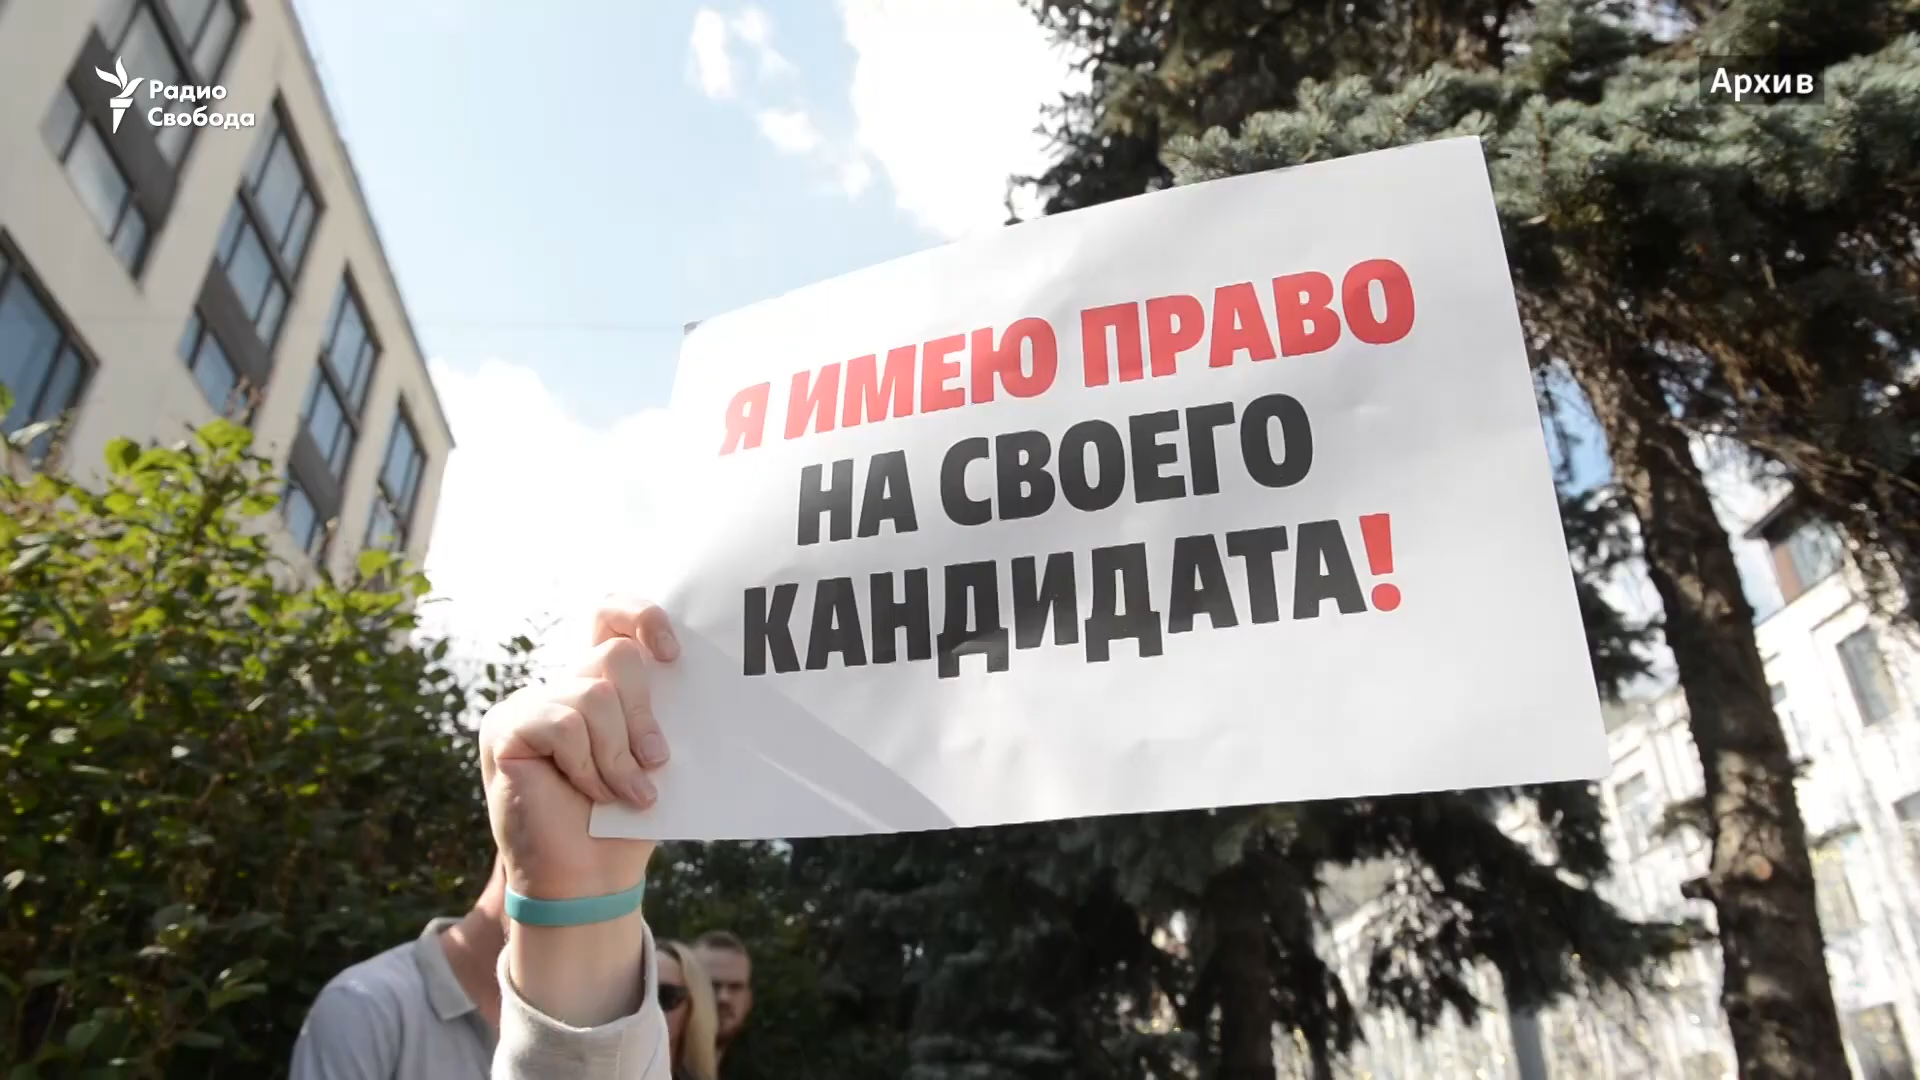 Радио
Свобода
Архив
Я ИМЕЮ ПРАВО
НА СВОЕГО
КАНДИДАТА!